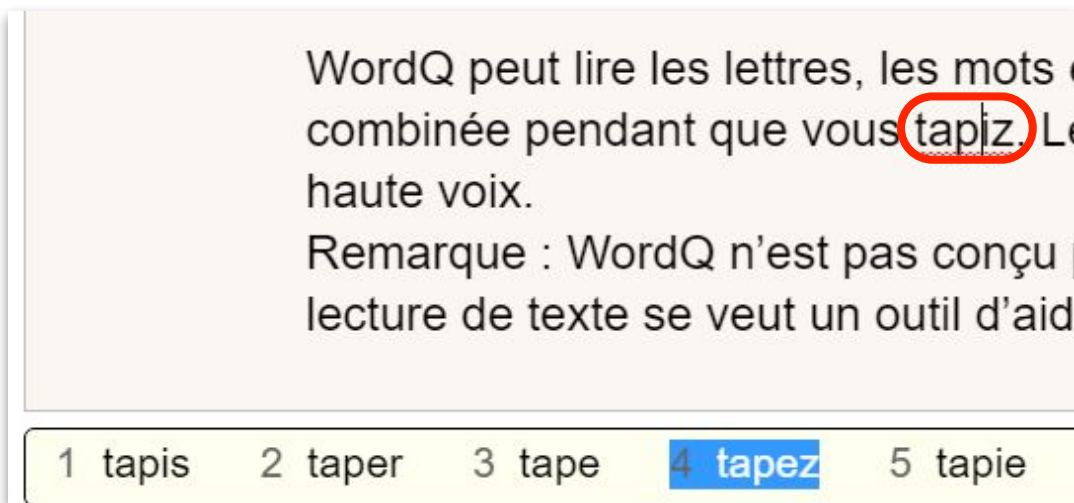 WordQ peut lire les lettres, les mots
combinée pendant que vous tapiz. Le
haute voix.
Remarque : WordQ n’est pas conçu
lecture de texte se veut un outil d’aid
1 tapis 2 taper 3 tape 4 tapez 5 tapie